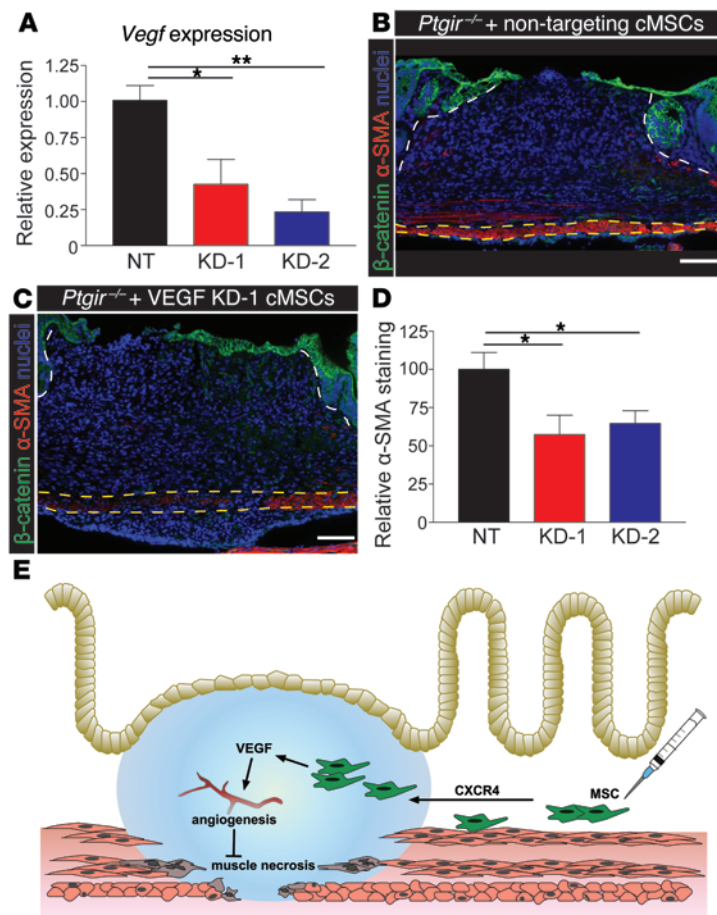 A
Vegf expression
**
*
Relative expression
1.25
1.00
0.75
0.50
0.25
0
NT
KD-1
KD-2
B
Ptgir⁻/⁻ + non-targeting cMSCs
β-catenin α-SMA nuclei
C
Ptgir⁻/⁻ + VEGF KD-1 cMSCs
β-catenin α-SMA nuclei
D
*
*
Relative α-SMA staining
125
100
75
50
25
0
NT
KD-1
KD-2
E
VEGF
CXCR4
MSC
angiogenesis
muscle necrosis